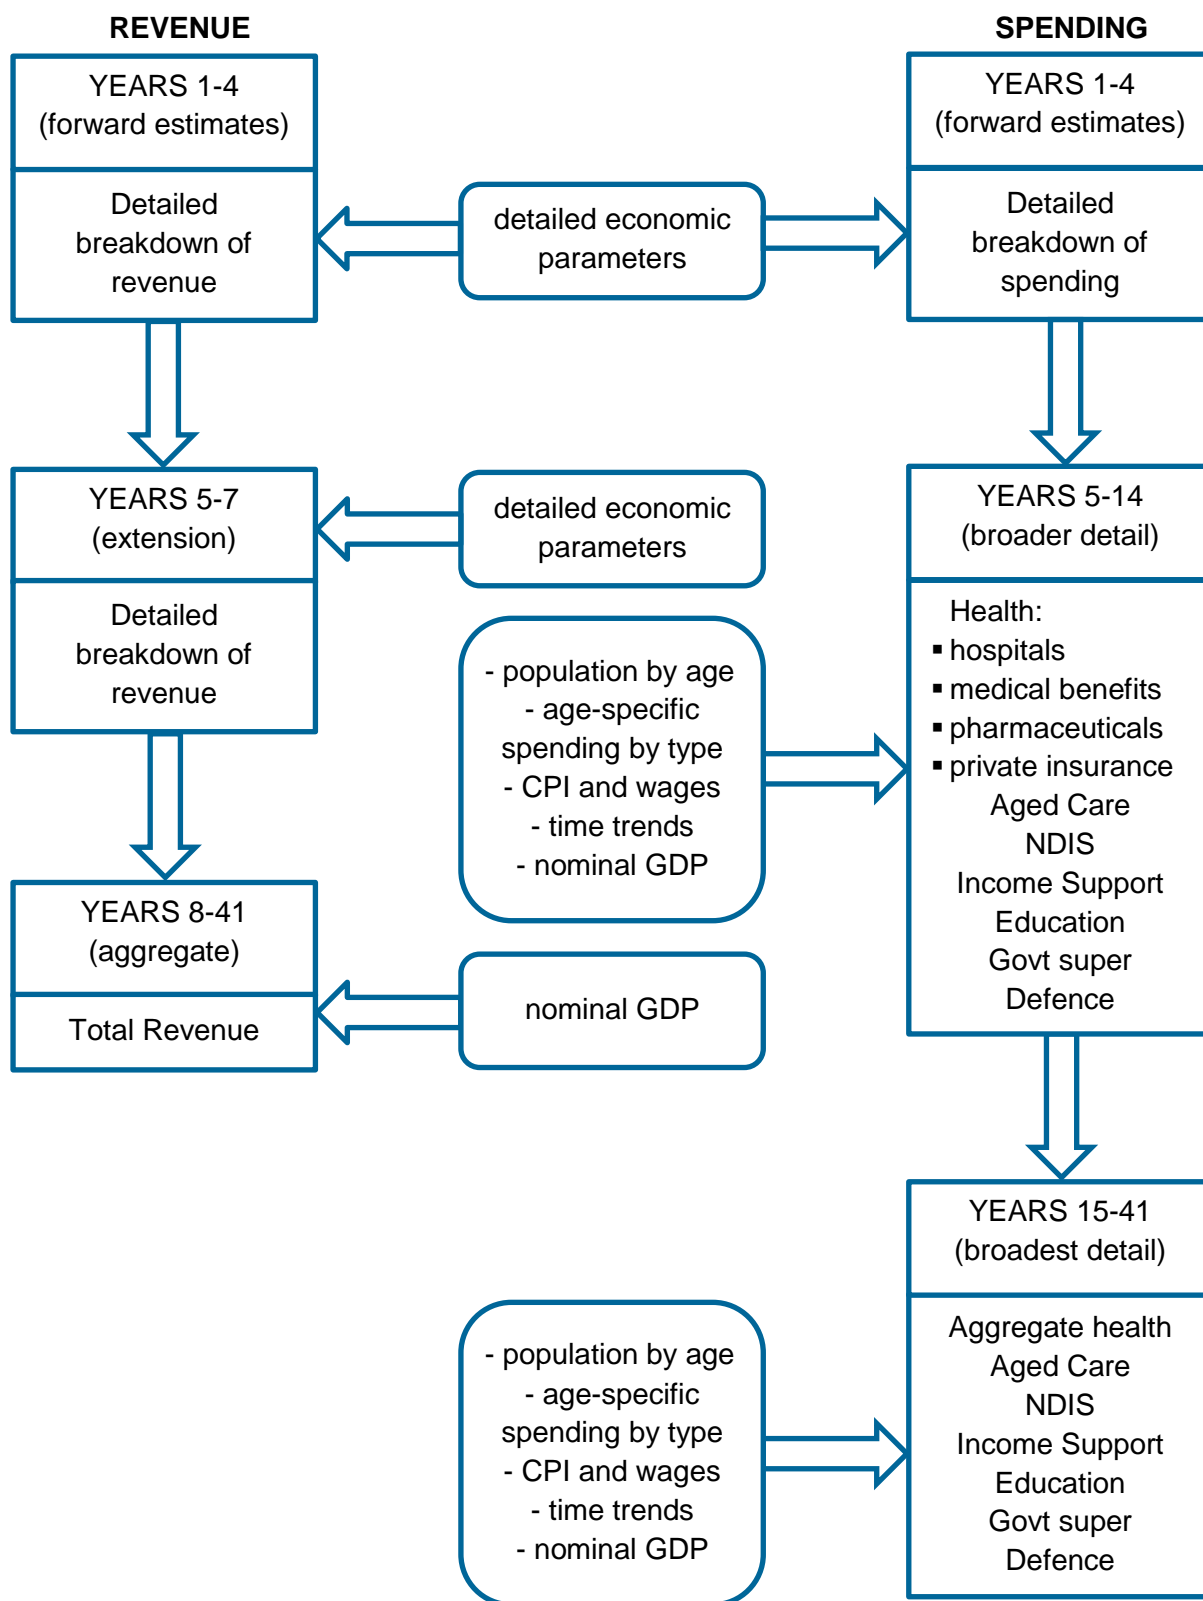 REVENUE
YEARS 1-4
(forward estimates)
Detailed
breakdown of
revenue
YEARS 5-7
(extension)
Detailed
breakdown of
revenue
YEARS 8-41
(aggregate)
Total Revenue
detailed economic
parameters
detailed economic
parameters
- population by age
- age-specific
spending by type
- CPI and wages
- time trends
- nominal GDP
nominal GDP
- population by age
- age-specific
spending by type
- CPI and wages
- time trends
- nominal GDP
SPENDING
YEARS 1-4
(forward estimates)
Detailed
breakdown of
spending
YEARS 5-14
(broader detail)
Health:
▪ hospitals
▪ medical benefits
▪ pharmaceuticals
▪ private insurance
Aged Care
NDIS
Income Support
Education
Govt super
Defence
YEARS 15-41
(broadest detail)
Aggregate health
Aged Care
NDIS
Income Support
Education
Govt super
Defence